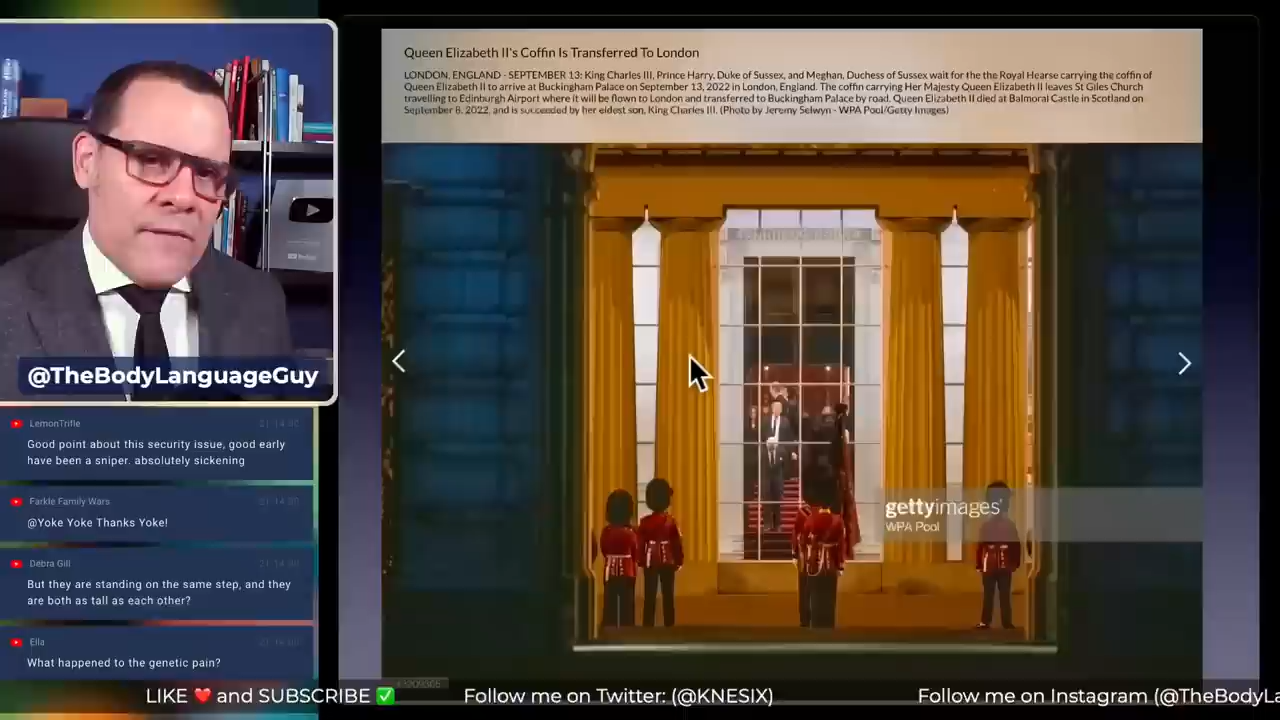 Queen Elizabeth II's Coffin Is Transferred To London
LONDON, ENGLAND - SEPTEMBER 13: King Charles III, Prince Harry, Duke of Sussex, and Meghan, Duchess of Sussex wait for the the Royal Hearse carrying the coffin of
Queen Elizabeth II to arrive at Buckingham Palace on September 13, 2022 in London, England. The coffin carrying Her Majesty Queen Elizabeth II leaves St Giles Church
travelling to Edinburgh Airport where it will be flown to London and transferred to Buckingham Palace by road. Queen Elizabeth II died at Balmoral Castle in Scotland on
September 8, 2022, and is succeeded by her eldest son, King Charles III. (Photo by Jeremy Selwyn - WPA Pool/Getty Images)
@TheBodyLanguageGuy
LemonTrifle
Good point about this security issue, good early
have been a sniper. absolutely sickening
Farkle Family Wars
@Yoke Yoke Thanks Yoke!
Debra Gill
But they are standing on the same step, and they
are both as tall as each other?
Ella
What happened to the genetic pain?
gettyimages
WPA Pool
LIKE ❤️ and SUBSCRIBE ✅ Follow me on Twitter: (@KNESIX) Follow me on Instagram (@TheBodyLa